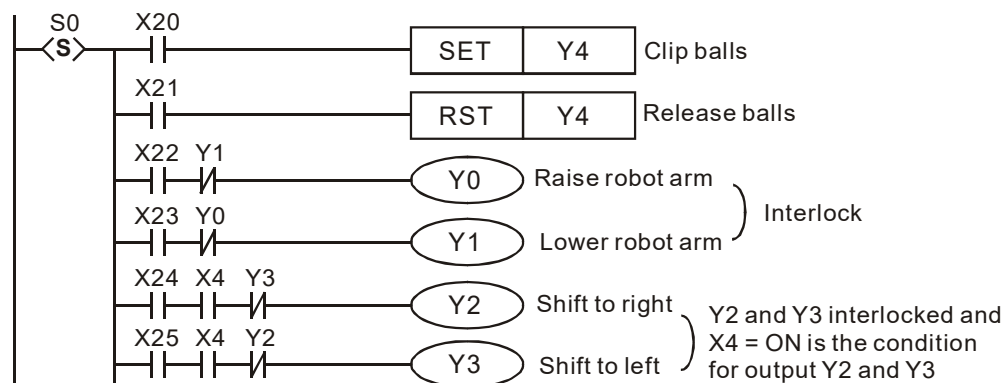 S0 X20
S SET Y4 Clip balls
X21
RST Y4 Release balls
X22 Y1
Y0 Raise robot arm
Interlock
X23 Y0
Y1 Lower robot arm
X24 X4 Y3
Y2 Shift to right
Y2 and Y3 interlocked and
X4 = ON is the condition
for output Y2 and Y3
X25 X4 Y2
Y3 Shift to left